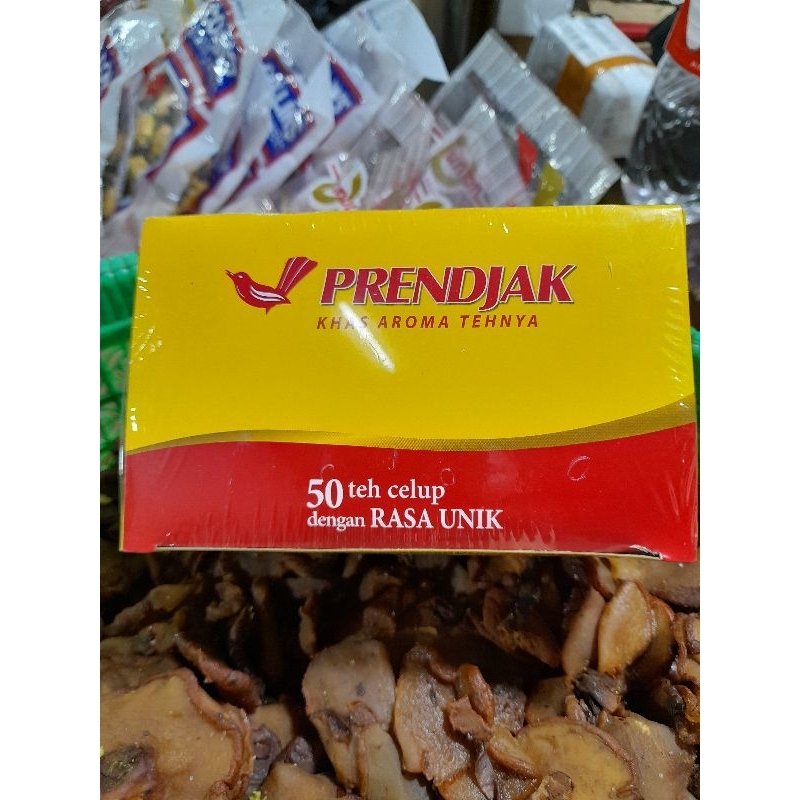 PRENDJAK
KHAS AROMA TEHNYA
50 teh celup
dengan RASA UNIK